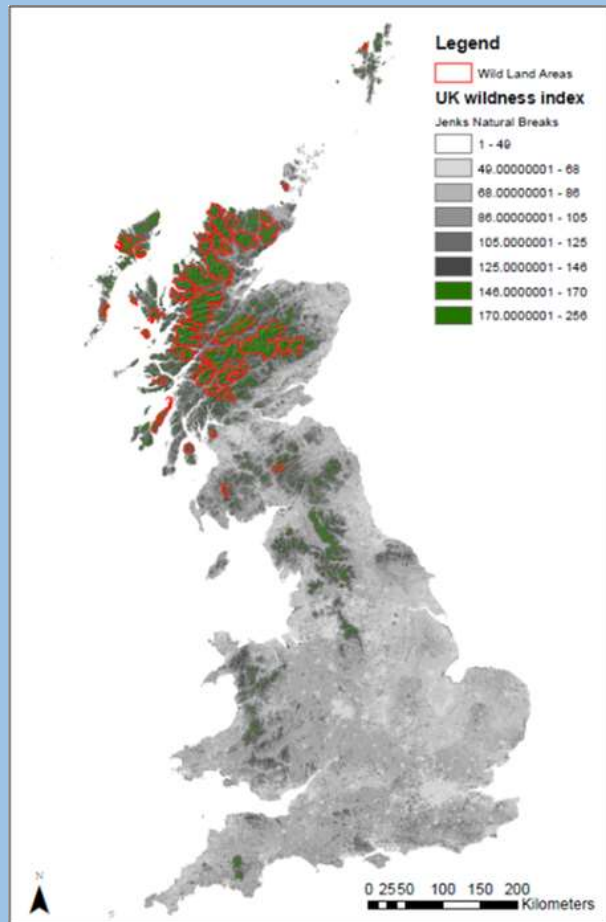 Legend
Wild Land Areas
UK wildness index
Jenks Natural Breaks
1 - 49
49.00000001 - 68
68.00000001 - 86
86.00000001 - 105
105.0000001 - 125
125.0000001 - 146
146.0000001 - 170
170.0000001 - 256
N
S
0 25 50 100 150 200
Kilometers